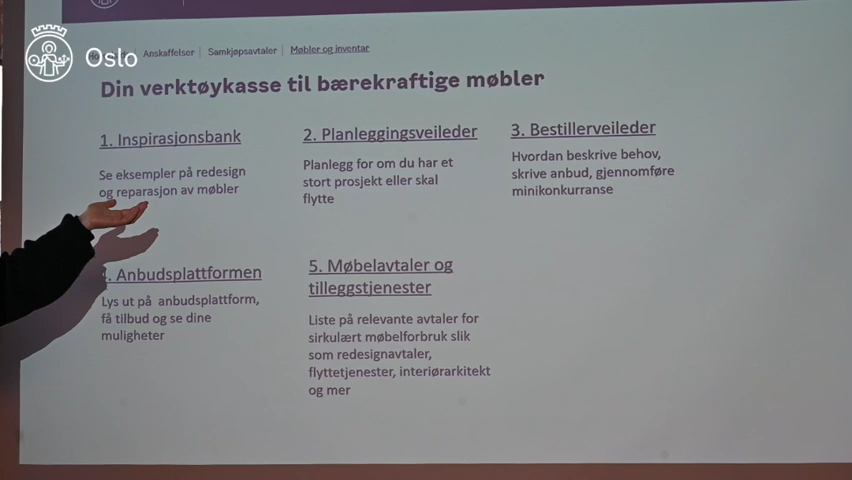 Oslo
Anskaffelser | Samkjøpsavtaler | Møbler og inventar
Din verktøykasse til bærekraftige møbler
1. Inspirasjonsbank
Se eksempler på redesign
og reparasjon av møbler
2. Planleggingsveileder
Planlegg for om du har et
stort prosjekt eller skal
flytte
3. Bestillerveileder
Hvordan beskrive behov,
skrive anbud, gjennomføre
minikonkurranse
. Anbudsplattformen
Lys ut på anbudsplattform,
få tilbud og se dine
muligheter
5. Møbelavtaler og
tilleggstjenester
Liste på relevante avtaler for
sirkulært møbelforbruk slik
som redesignavtaler,
flyttetjenester, interiørarkitekt
og mer